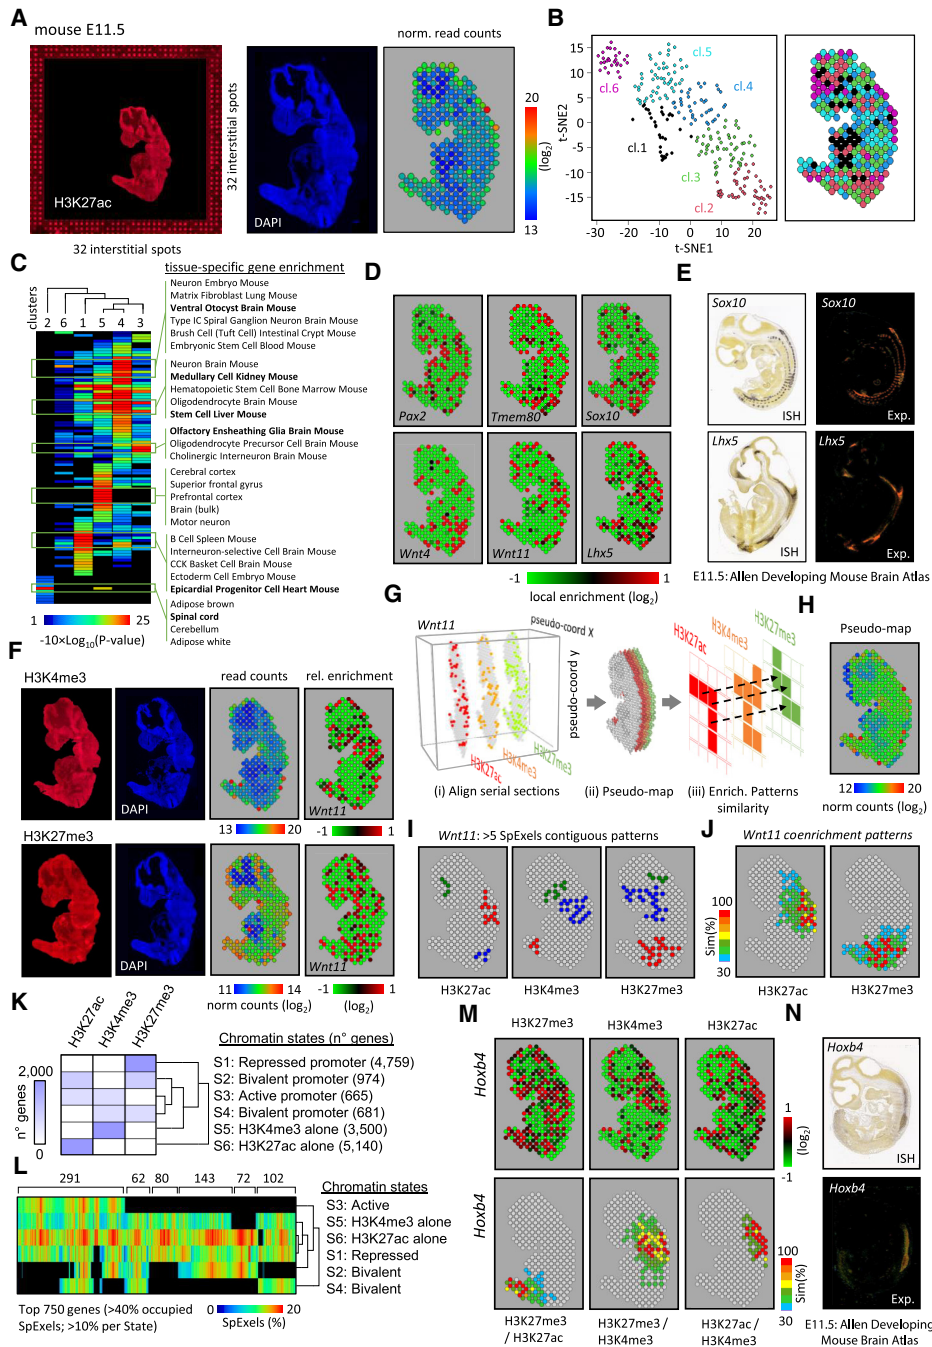 A
mouse E11.5
H3K27ac
32 interstitial spots
32 interstitial spots
DAPI
norm. read counts
20
(log2)
13
B
t-SNE2
15
10
5
0
-5
-10
-15
cl.6
cl.5
cl.4
cl.1
cl.3
cl.2
-30 -20 -10 0 10 20
t-SNE1
C
tissue-specific gene enrichment
clusters
2 6 1 5 4 3
Neuron Embryo Mouse
Matrix Fibroblast Lung Mouse
Ventral Otocyst Brain Mouse
Type IC Spiral Ganglion Neuron Brain Mouse
Brush Cell (Tuft Cell) Intestinal Crypt Mouse
Embryonic Stem Cell Blood Mouse
Neuron Brain Mouse
Medullary Cell Kidney Mouse
Hematopoietic Stem Cell Bone Marrow Mouse
Oligodendrocyte Brain Mouse
Stem Cell Liver Mouse
Olfactory Ensheathing Glia Brain Mouse
Oligodendrocyte Precursor Cell Brain Mouse
Cholinergic Interneuron Brain Mouse
Cerebral cortex
Superior frontal gyrus
Prefrontal cortex
Brain (bulk)
Motor neuron
B Cell Spleen Mouse
Interneuron-selective Cell Brain Mouse
CCK Basket Cell Brain Mouse
Ectoderm Cell Embryo Mouse
Epicardial Progenitor Cell Heart Mouse
Adipose brown
Spinal cord
Cerebellum
Adipose white
1 25
-10×Log10(P-value)
D
Pax2
Tmem80
Sox10
Wnt4
Wnt11
Lhx5
-1 1
local enrichment (log2)
E
Sox10
ISH
Sox10
Exp.
Lhx5
ISH
Lhx5
Exp.
E11.5: Allen Developing Mouse Brain Atlas
F
H3K4me3
DAPI
read counts
rel. enrichment
Wnt11
13 20
-1 1
H3K27me3
DAPI
Wnt11
11 14
norm counts (log2)
-1 1
(log2)
G
Wnt11
pseudo-coord X
pseudo-coord y
H3K27ac
H3K4me3
H3K27me3
(i) Align serial sections
(ii) Pseudo-map
H3K27ac
H3K4me3
H3K27me3
(iii) Enrich. Patterns
similarity
H
Pseudo-map
12 20
norm counts (log2)
I
Wnt11: >5 SpExels contiguous patterns
H3K27ac
H3K4me3
H3K27me3
J
Wnt11 coenrichment patterns
100
Sim(%)
30
H3K27ac
H3K27me3
K
H3K27ac
H3K4me3
H3K27me3
2,000
n° genes
0
Chromatin states (n° genes)
S1: Repressed promoter (4,759)
S2: Bivalent promoter (974)
S3: Active promoter (665)
S4: Bivalent promoter (681)
S5: H3K4me3 alone (3,500)
S6: H3K27ac alone (5,140)
L
291 62 80 143 72 102
Chromatin states
S3: Active
S5: H3K4me3 alone
S6: H3K27ac alone
S1: Repressed
S2: Bivalent
S4: Bivalent
Top 750 genes (>40% occupied
SpExels; >10% per State)
0 20
SpExels (%)
M
H3K27me3
H3K4me3
H3K27ac
Hoxb4
1
(log2)
-1
Hoxb4
100
Sim(%)
30
H3K27me3
/ H3K27ac
H3K27me3 /
H3K4me3
H3K27ac /
H3K4me3
N
Hoxb4
ISH
Hoxb4
Exp.
E11.5: Allen Developing
Mouse Brain Atlas